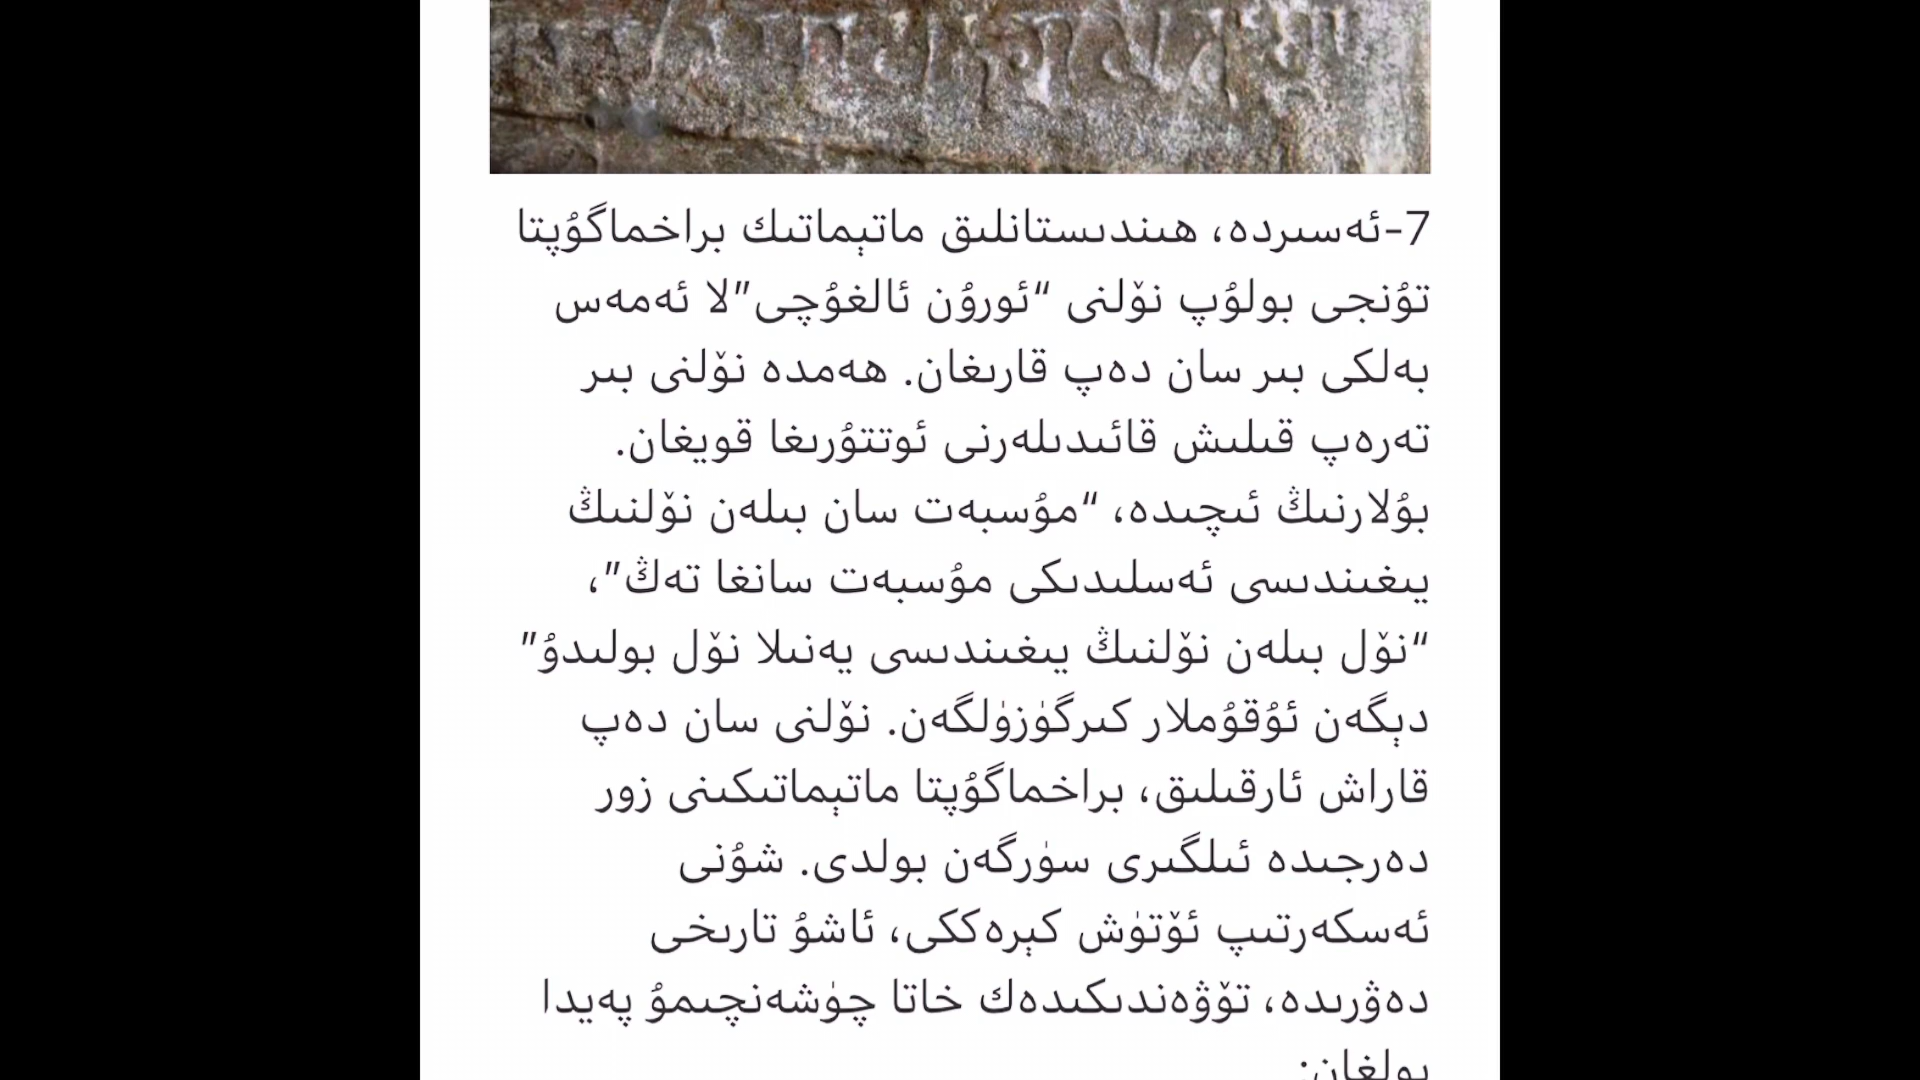 7-ئەسىردە، ھىندىستانلىق ماتېماتىك براخماگۇپتا
تۇنجى بولۇپ نۆلنى “ئورۇن ئالغۇچى”لا ئەمەس
بەلكى بىر سان دەپ قارىغان. ھەمدە نۆلنى بىر
تەرەپ قىلىش قائىدىلەرنى ئوتتۇرىغا قويغان.
بۇلارنىڭ ئىچىدە، “مۇسبەت سان بىلەن نۆلنىڭ
يىغىندىسى ئەسلىدىكى مۇسبەت سانغا تەڭ”،
“نۆل بىلەن نۆلنىڭ يىغىندىسى يەنىلا نۆل بولىدۇ”
دېگەن ئۇقۇملار كىرگۈزۈلگەن. نۆلنى سان دەپ
قاراش ئارقىلىق، براخماگۇپتا ماتېماتىكىنى زور
دەرجىدە ئىلگىرى سۈرگەن بولدى. شۇنى
ئەسكەرتىپ ئۆتۈش كېرەككى، ئاشۇ تارىخى
دەۋرىدە، تۆۋەندىكىدەك خاتا چۈشەنچىمۇ پەيدا
بولغان: